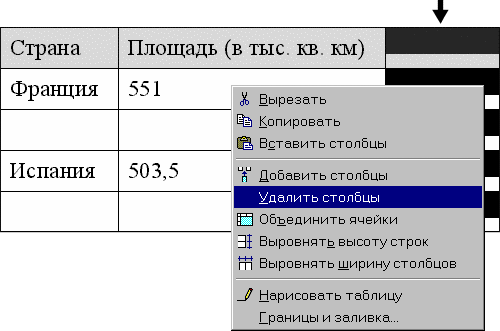 Страна Площадь (в тыс. кв. км)
Франция 551
Вырезать
Копировать
Вставить столбцы
Испания 503,5
Добавить столбцы
Удалить столбцы
Объединить ячейки
Выровнять высоту строк
Выровнять ширину столбцов
Нарисовать таблицу
Границы и заливка...